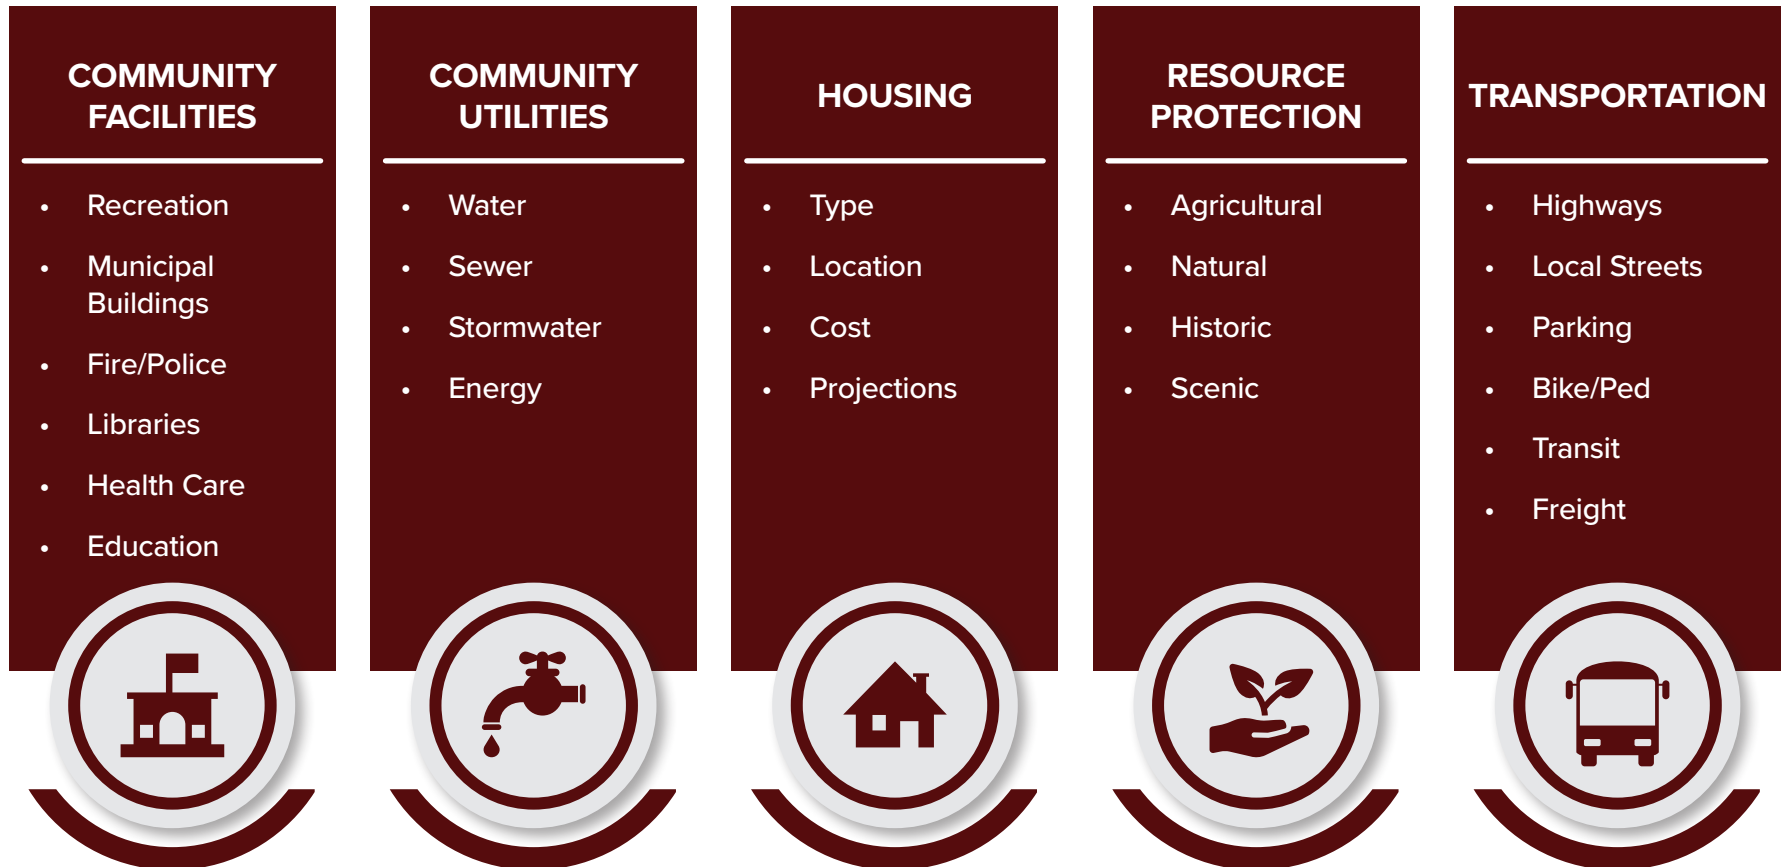 COMMUNITY
FACILITIES
• Recreation
• Municipal
Buildings
• Fire/Police
• Libraries
• Health Care
• Education
COMMUNITY
UTILITIES
• Water
• Sewer
• Stormwater
• Energy
HOUSING
• Type
• Location
• Cost
• Projections
RESOURCE
PROTECTION
• Agricultural
• Natural
• Historic
• Scenic
TRANSPORTATION
• Highways
• Local Streets
• Parking
• Bike/Ped
• Transit
• Freight